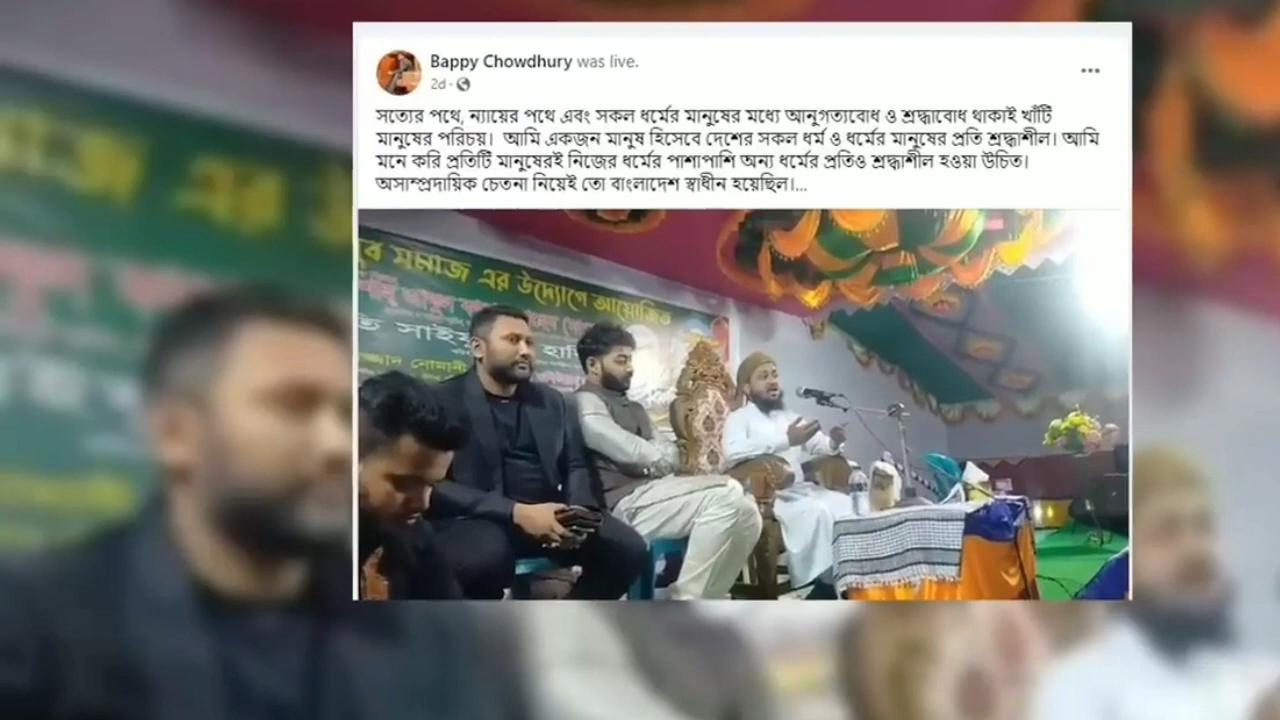 Bappy Chowdhury was live.
2d
সত্যের পথে, ন্যায়ের পথে এবং সকল ধর্মের মানুষের মধ্যে আনুগত্যবোধ ও শ্রদ্ধাবোধ থাকাই খাঁটি
মানুষের পরিচয়। আমি একজন মানুষ হিসেবে দেশের সকল ধর্ম ও ধর্মের মানুষের প্রতি শ্রদ্ধাশীল। আমি
মনে করি প্রতিটি মানুষেরই নিজের ধর্মের পাশাপাশি অন্য ধর্মের প্রতিও শ্রদ্ধাশীল হওয়া উচিত।
অসাম্প্রদায়িক চেতনা নিয়েই তো বাংলাদেশ স্বাধীন হয়েছিল।...
সমাজ এর উদ্যোগে আয়োজিত